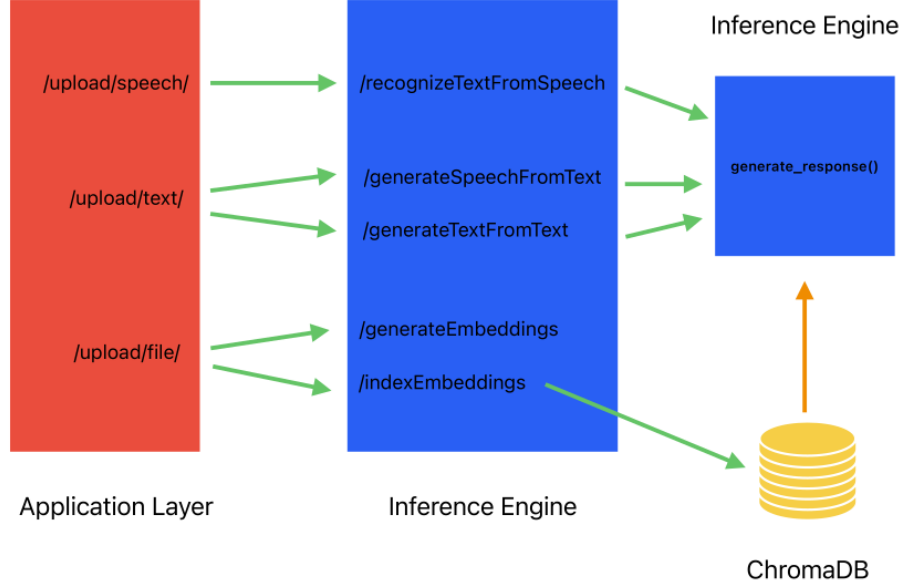 Inference Engine
/upload/speech/
/recognizeTextFromSpeech
generate_response()
/upload/text/
/generateSpeechFromText
/generateTextFromText
/upload/file/
/generateEmbeddings
/indexEmbeddings
Application Layer
Inference Engine
ChromaDB